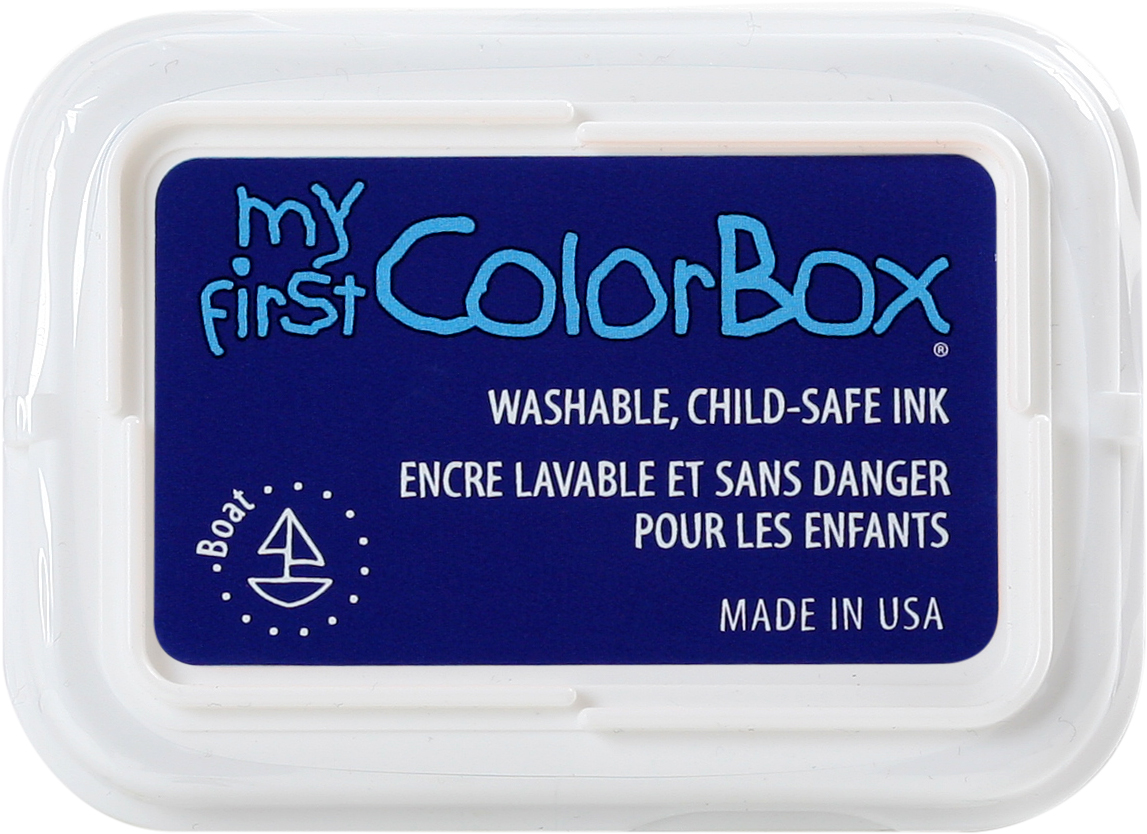 my
first ColorBox
®
WASHABLE, CHILD-SAFE INK
ENCRE LAVABLE ET SANS DANGER
POUR LES ENFANTS
Boat
MADE IN USA